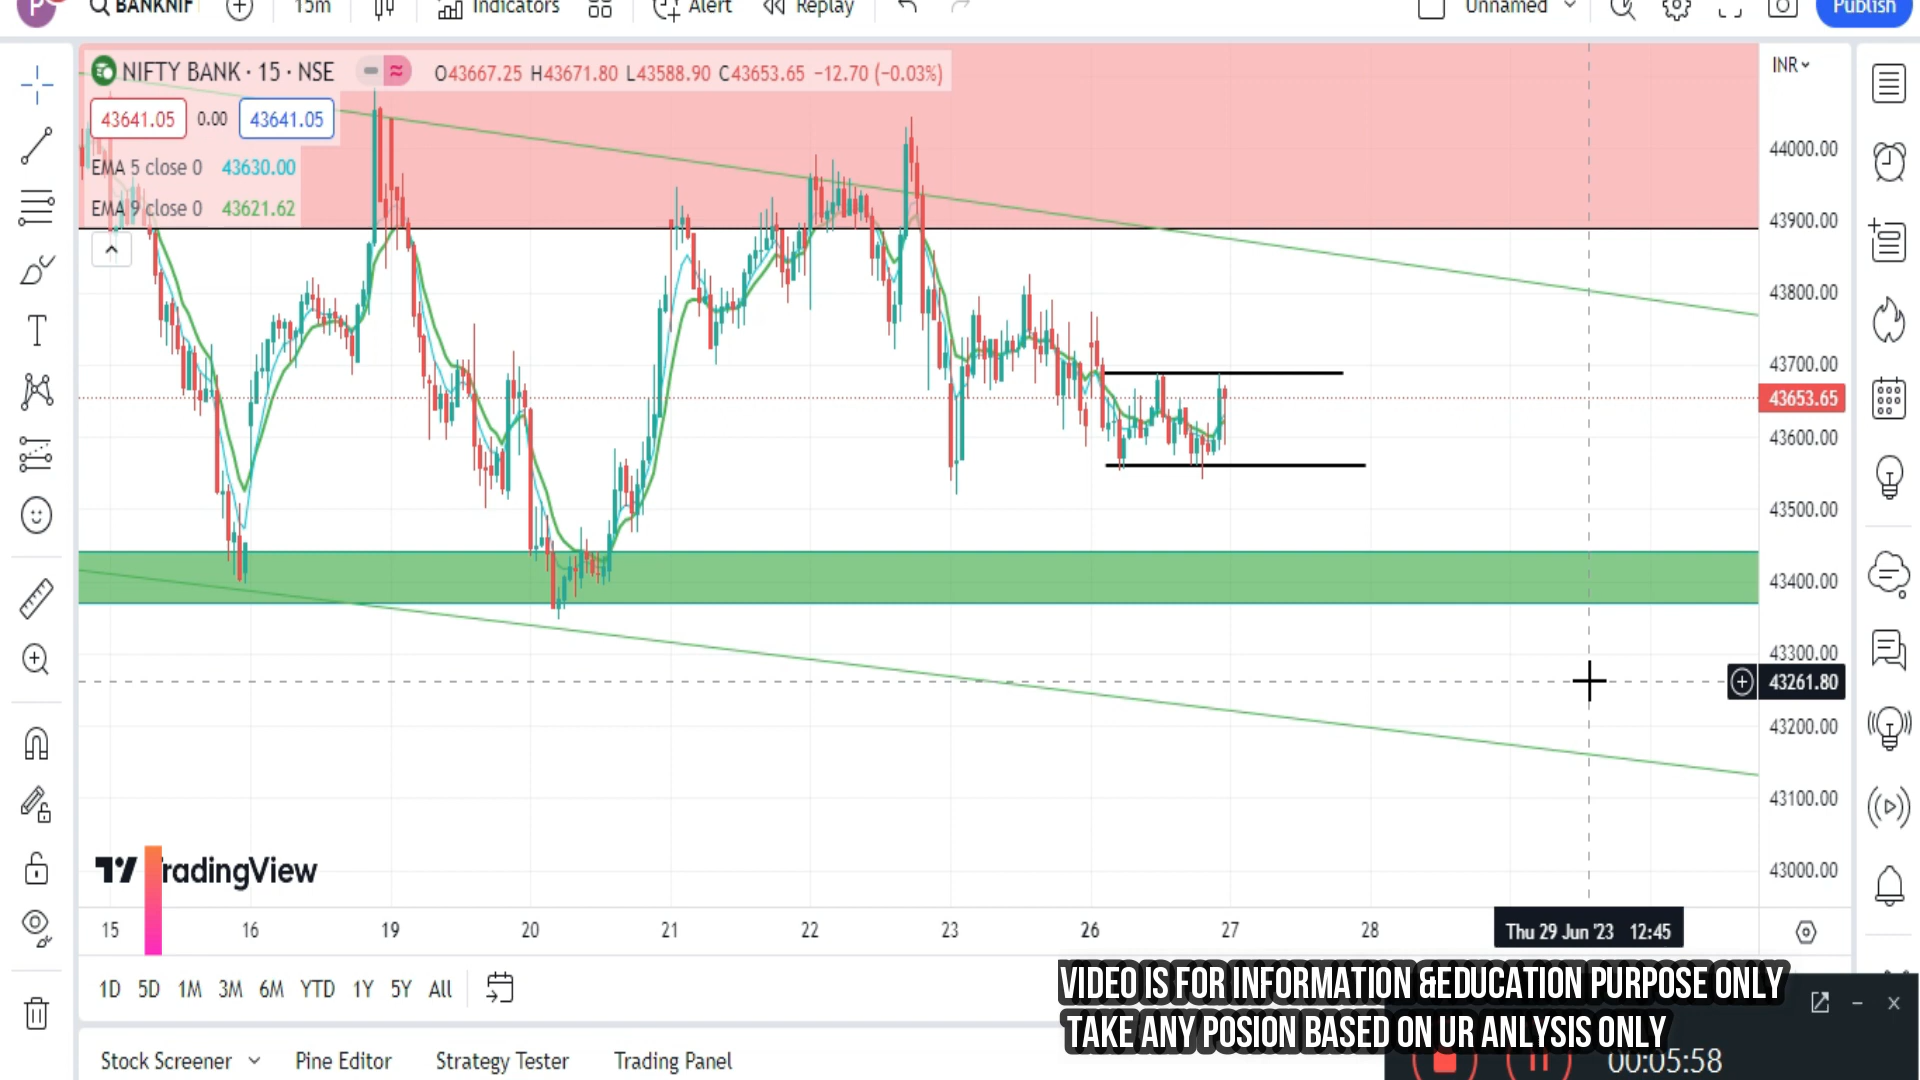 P BANKNIF 15m Indicators Alert Replay Unnamed Publish
NIFTY BANK · 15 · NSE O43667.25 H43671.80 L43588.90 C43653.65 −12.70 (−0.03%) INR
43641.05 0.00 43641.05
EMA 5 close 0 43630.00
EMA 9 close 0 43621.62
44000.00
43900.00
43800.00
43700.00
43653.65
43600.00
43500.00
43400.00
43300.00
43261.80
43200.00
43100.00
43000.00
TradingView
15 16 19 20 21 22 23 26 27 28 Thu 29 Jun '23 12:45
1D 5D 1M 3M 6M YTD 1Y 5Y All
VIDEO IS FOR INFORMATION &EDUCATION PURPOSE ONLY
TAKE ANY POSION BASED ON UR ANLYSIS ONLY
Stock Screener Pine Editor Strategy Tester Trading Panel 00:05:58